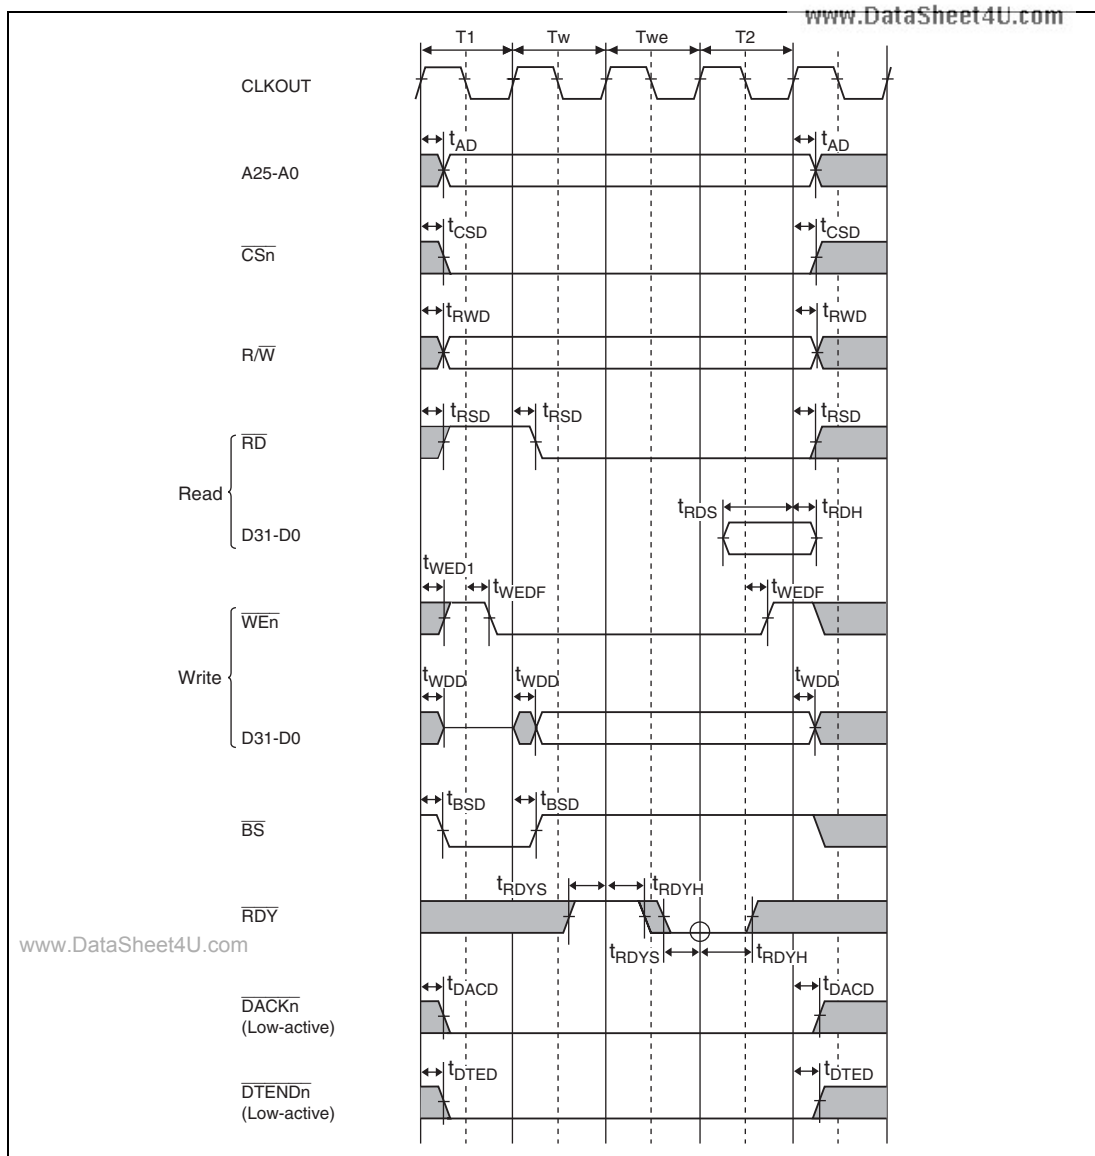 www.DataSheet4U.com
T1 Tw Twe T2
CLKOUT
tAD tAD
A25-A0
tCSD tCSD
CSn
tRWD tRWD
R/W
tRSD tRSD tRSD
RD
Read
tRDS tRDH
D31-D0
tWED1
tWEDF tWEDF
WEn
Write
tWDD tWDD tWDD
D31-D0
tBSD tBSD
BS
tRDYS tRDYH
RDY
www.DataSheet4U.com
tRDYS tRDYH
tDACD tDACD
DACKn
(Low-active)
tDTED tDTED
DTENDn
(Low-active)